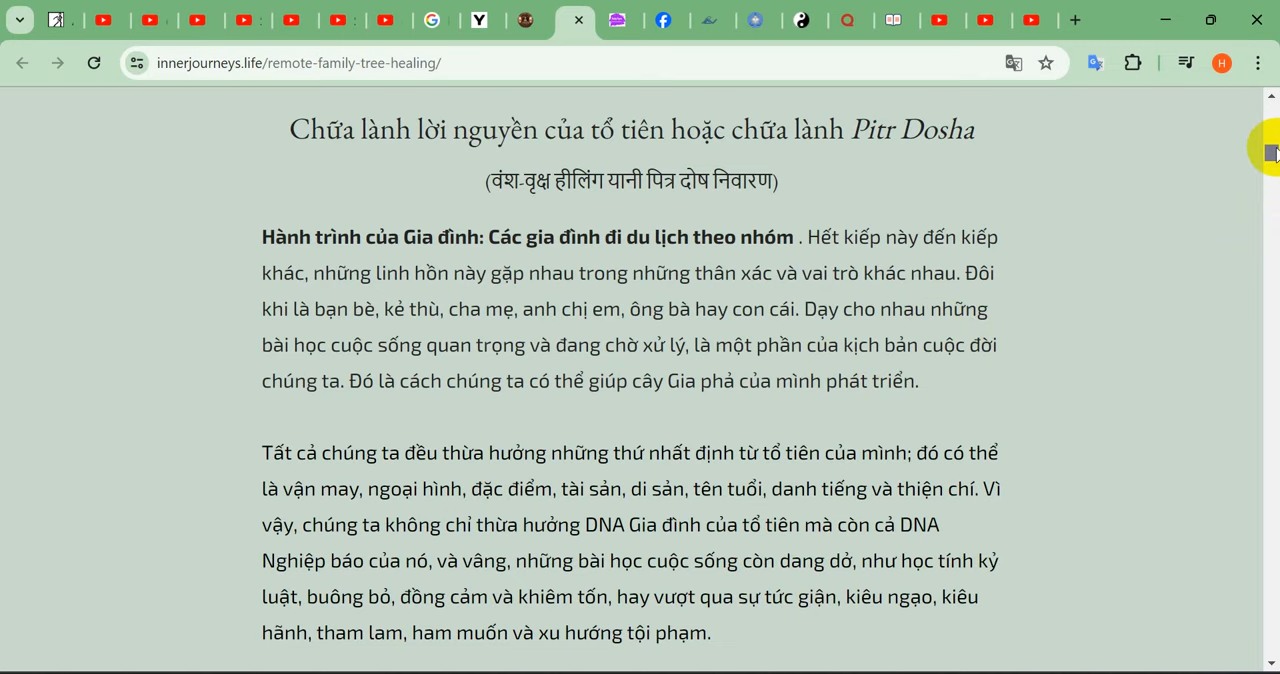 innerjourneys.life/remote-family-tree-healing/
H
Chữa lành lời nguyền của tổ tiên hoặc chữa lành Pitr Dosha
(वंश-वृक्ष हीलिंग यानी पित्र दोष निवारण)
Hành trình của Gia đình: Các gia đình đi du lịch theo nhóm . Hết kiếp này đến kiếp
khác, những linh hồn này gặp nhau trong những thân xác và vai trò khác nhau. Đôi
khi là bạn bè, kẻ thù, cha mẹ, anh chị em, ông bà hay con cái. Dạy cho nhau những
bài học cuộc sống quan trọng và đang chờ xử lý, là một phần của kịch bản cuộc đời
chúng ta. Đó là cách chúng ta có thể giúp cây Gia phả của mình phát triển.
Tất cả chúng ta đều thừa hưởng những thứ nhất định từ tổ tiên của mình; đó có thể
là vận may, ngoại hình, đặc điểm, tài sản, di sản, tên tuổi, danh tiếng và thiện chí. Vì
vậy, chúng ta không chỉ thừa hưởng DNA Gia đình của tổ tiên mà còn cả DNA
Nghiệp báo của nó, và vâng, những bài học cuộc sống còn dang dở, như học tính kỷ
luật, buông bỏ, đồng cảm và khiêm tốn, hay vượt qua sự tức giận, kiêu ngạo, kiêu
hãnh, tham lam, ham muốn và xu hướng tội phạm.